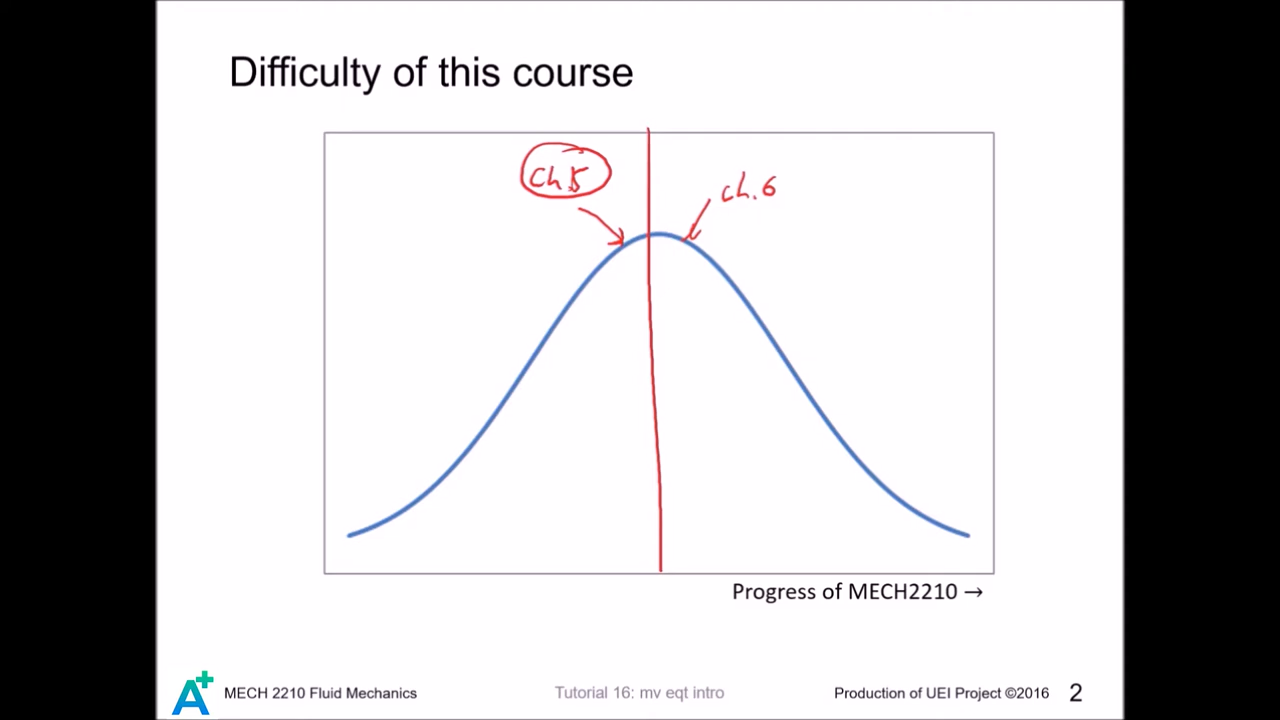 Difficulty of this course
Ch.5
ch.6
Progress of MECH2210 →
A+
MECH 2210 Fluid Mechanics
Tutorial 16: mv eqt intro
Production of UEI Project ©2016
2